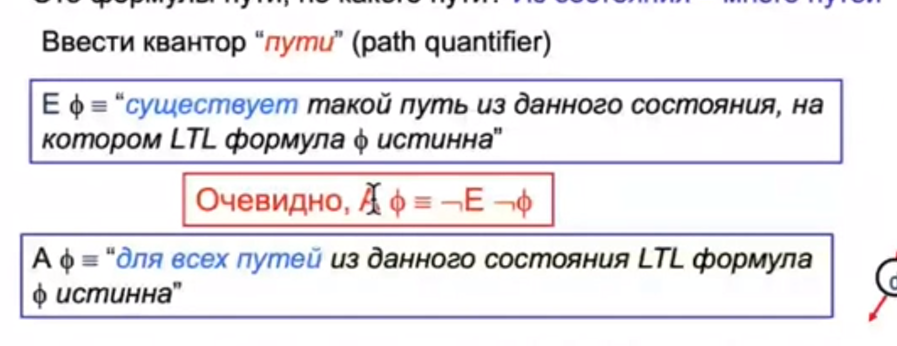 Ввести квантор “пути” (path quantifier)
E ϕ ≡ “существует такой путь из данного состояния, на
котором LTL формула ϕ истинна”
Очевидно, A ϕ ≡ ¬E ¬ϕ
A ϕ ≡ “для всех путей из данного состояния LTL формула
ϕ истинна”